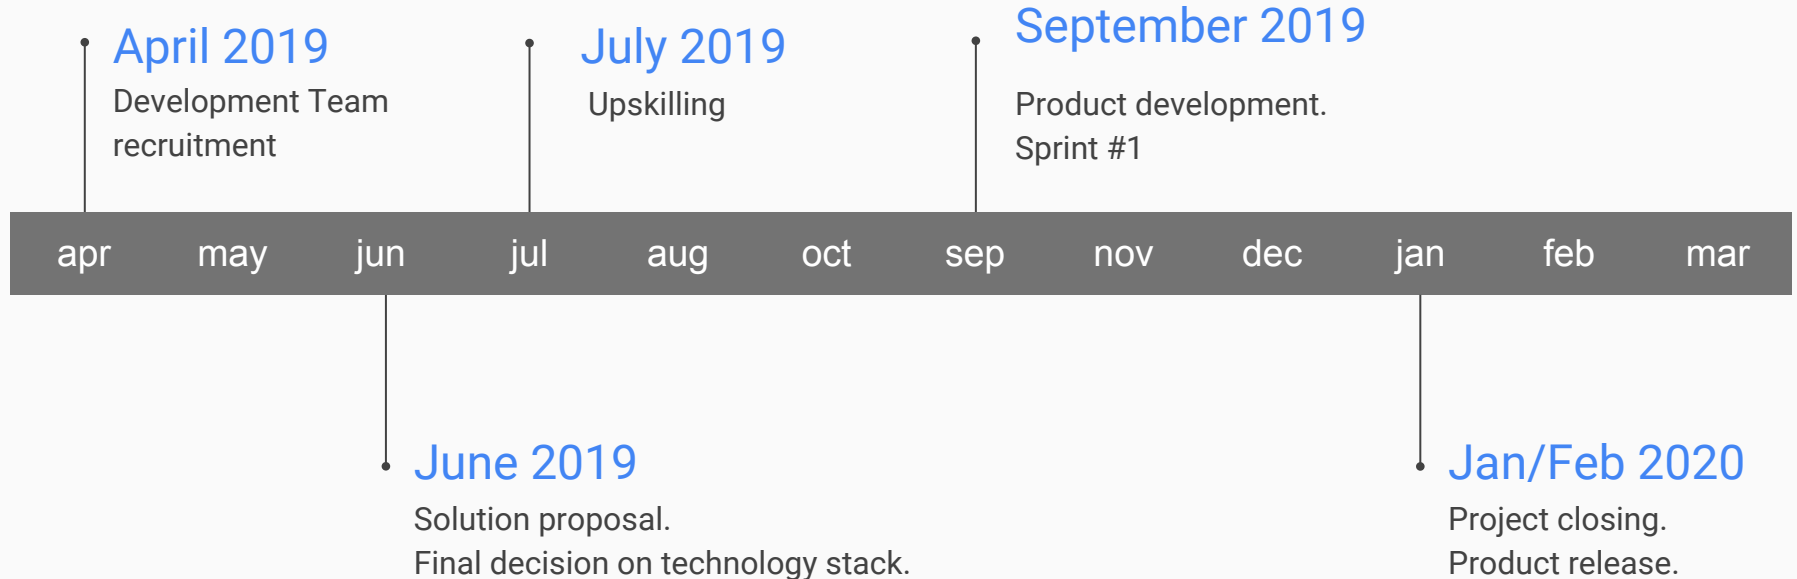 April 2019
Development Team
recruitment
July 2019
Upskilling
September 2019
Product development.
Sprint #1
apr may jun jul aug oct sep nov dec jan feb mar
June 2019
Solution proposal.
Final decision on technology stack.
Jan/Feb 2020
Project closing.
Product release.